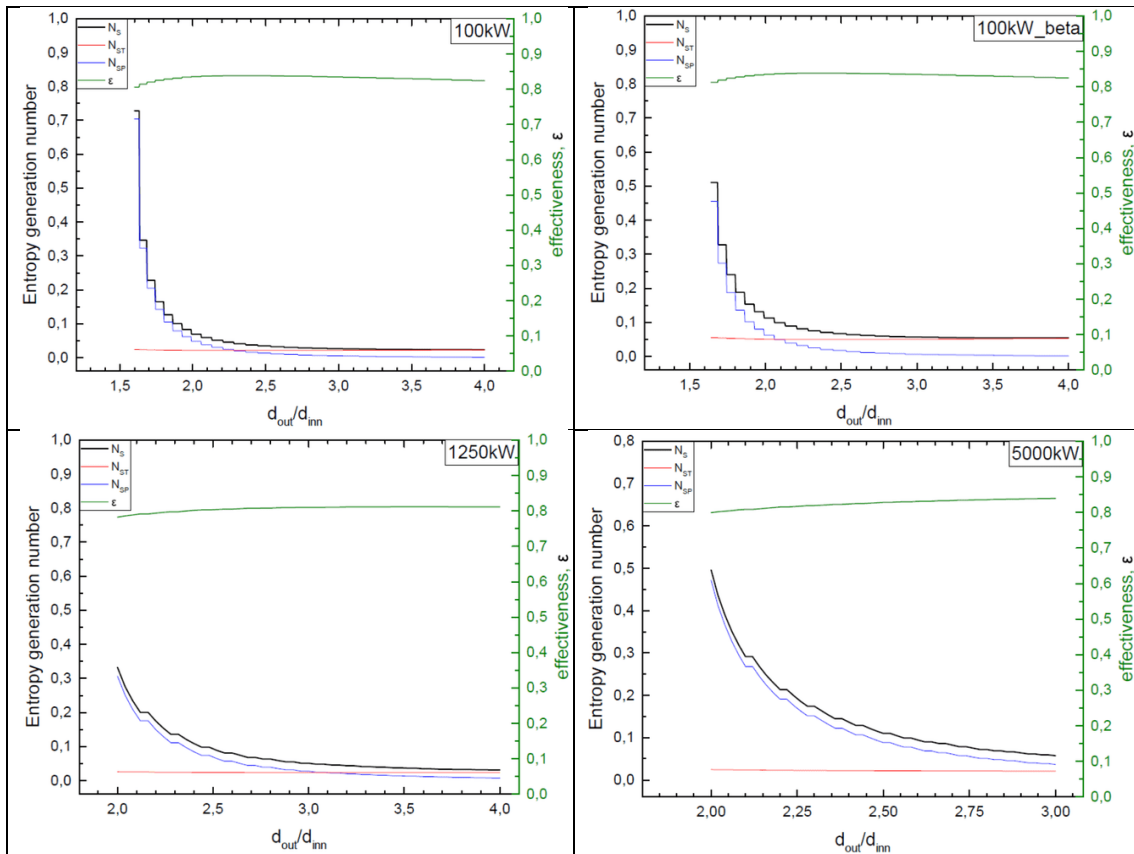 N_S
N_ST
N_SP
ε
100kW
1,0
0,9
0,8
0,7
0,6
0,5
0,4
0,3
0,2
0,1
0,0
Entropy generation number
1,5 2,0 2,5 3,0 3,5 4,0
d_out/d_inn
1,0
0,9
0,8
0,7
0,6
0,5
0,4
0,3
0,2
0,1
0,0
effectiveness, ε
N_S
N_ST
N_SP
ε
100kW_beta
1,0
0,9
0,8
0,7
0,6
0,5
0,4
0,3
0,2
0,1
0,0
Entropy generation number
1,5 2,0 2,5 3,0 3,5 4,0
d_out/d_inn
1,0
0,9
0,8
0,7
0,6
0,5
0,4
0,3
0,2
0,1
0,0
effectiveness, ε
N_S
N_ST
N_SP
ε
1250kW
1,0
0,9
0,8
0,7
0,6
0,5
0,4
0,3
0,2
0,1
0,0
Entropy generation number
2,0 2,5 3,0 3,5 4,0
d_out/d_inn
1,0
0,9
0,8
0,7
0,6
0,5
0,4
0,3
0,2
0,1
0,0
effectiveness, ε
N_S
N_ST
N_SP
ε
5000kW
0,8
0,7
0,6
0,5
0,4
0,3
0,2
0,1
0,0
Entropy generation number
2,00 2,25 2,50 2,75 3,00
d_out/d_inn
1,0
0,9
0,8
0,7
0,6
0,5
0,4
0,3
0,2
0,1
0,0
effectiveness, ε